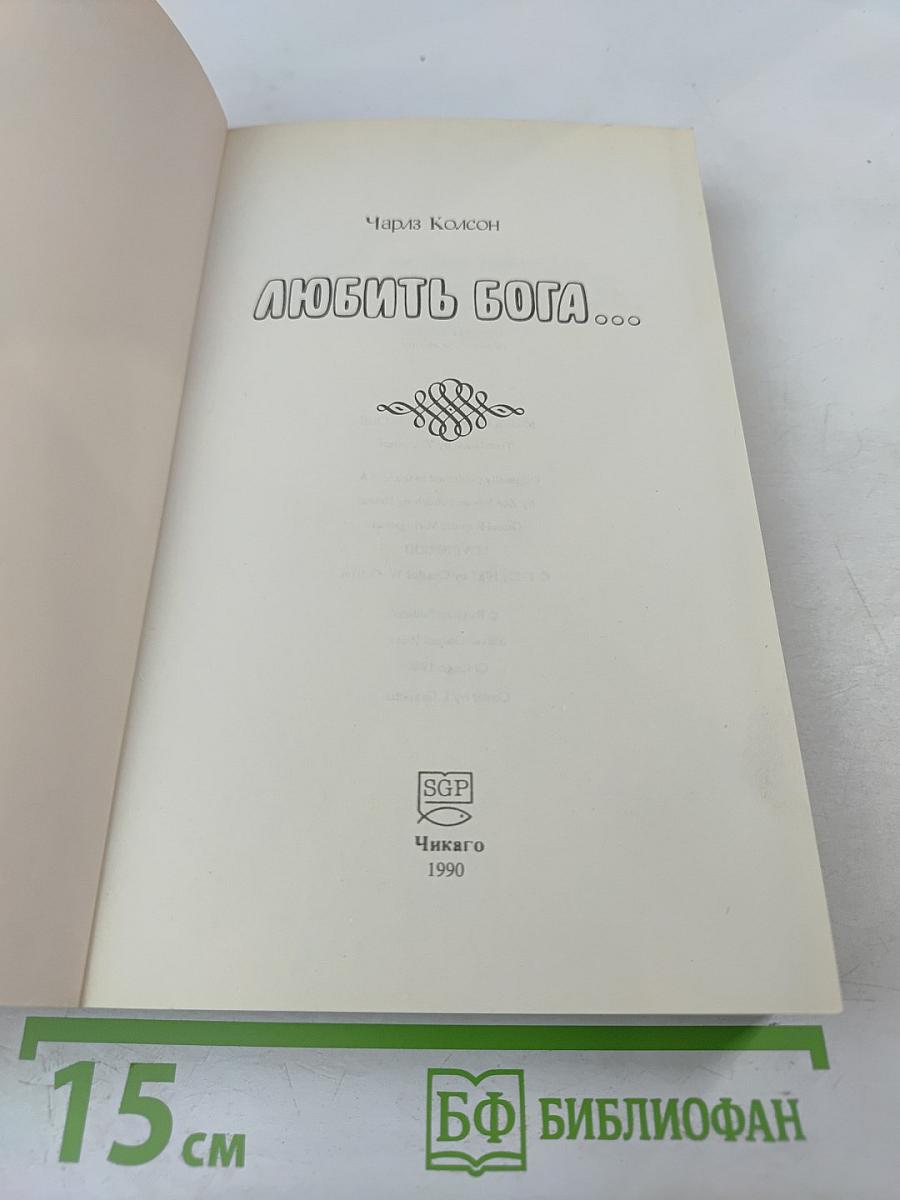 Чарлз Колсон
ЛЮБИТЬ БОГА...
SGP
Чикаго
1990
15 см
БФ БИБЛИОФАН